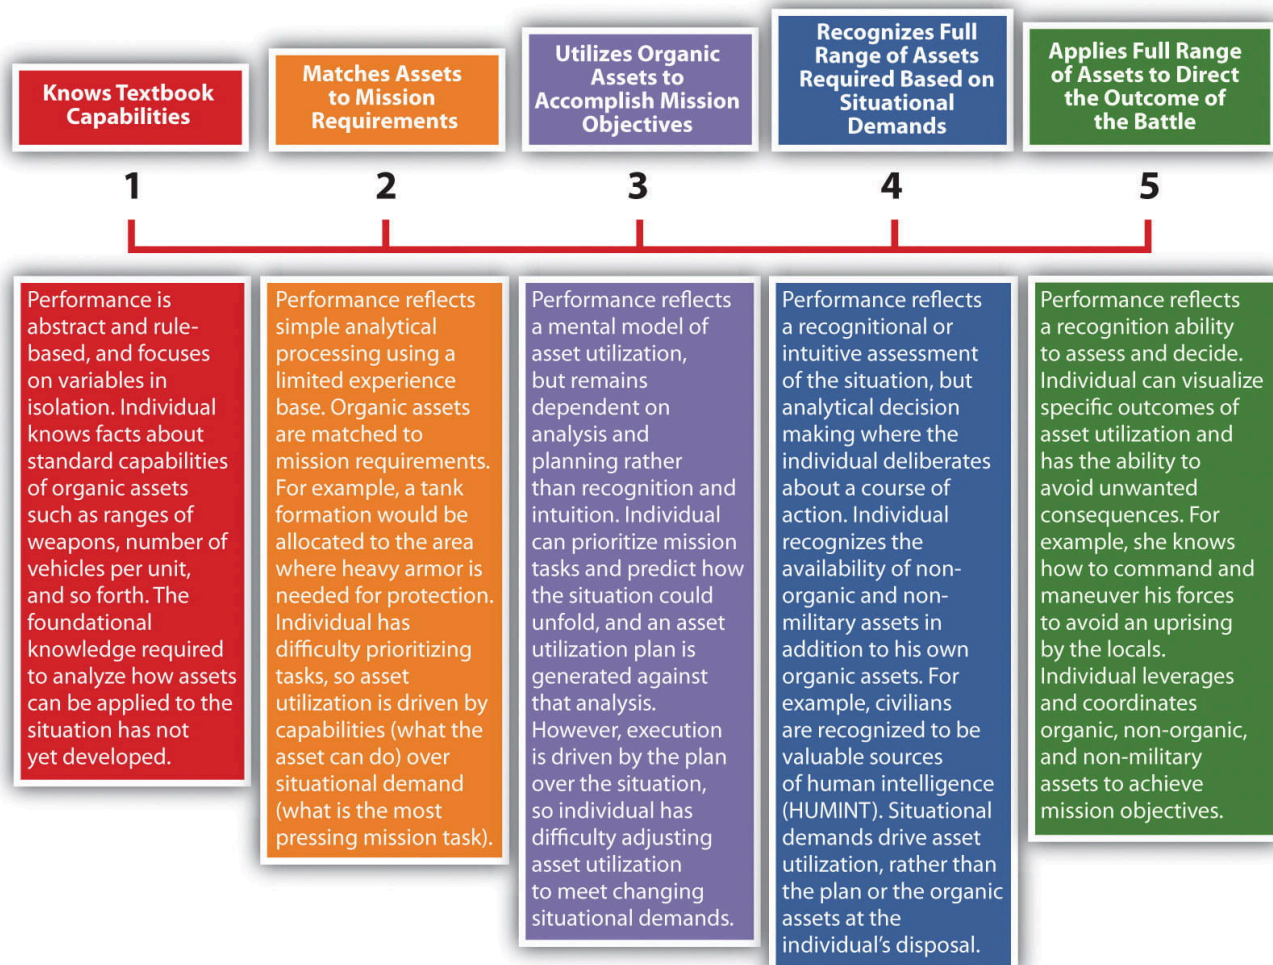 Knows Textbook
Capabilities
Matches Assets
to Mission
Requirements
Utilizes Organic
Assets to
Accomplish Mission
Objectives
Recognizes Full
Range of Assets
Required Based on
Situational
Demands
Applies Full Range
of Assets to Direct
the Outcome of
the Battle
1
2
3
4
5
Performance is
abstract and rule-
based, and focuses
on variables in
isolation. Individual
knows facts about
standard capabilities
of organic assets
such as ranges of
weapons, number of
vehicles per unit,
and so forth. The
foundational
knowledge required
to analyze how assets
can be applied to the
situation has not
yet developed.
Performance reflects
simple analytical
processing using a
limited experience
base. Organic assets
are matched to
mission requirements.
For example, a tank
formation would be
allocated to the area
where heavy armor is
needed for protection.
Individual has
difficulty prioritizing
tasks, so asset
utilization is driven by
capabilities (what the
asset can do) over
situational demand
(what is the most
pressing mission task).
Performance reflects
a mental model of
asset utilization,
but remains
dependent on
analysis and
planning rather
than recognition and
intuition. Individual
can prioritize mission
tasks and predict how
the situation could
unfold, and an asset
utilization plan is
generated against
that analysis.
However, execution
is driven by the plan
over the situation,
so individual has
difficulty adjusting
asset utilization
to meet changing
situational demands.
Performance reflects
a recognitional or
intuitive assessment
of the situation, but
analytical decision
making where the
individual deliberates
about a course of
action. Individual
recognizes the
availability of non-
organic and non-
military assets in
addition to his own
organic assets. For
example, civilians
are recognized to be
valuable sources
of human intelligence
(HUMINT). Situational
demands drive asset
utilization, rather than
the plan or the organic
assets at the
individual’s disposal.
Performance reflects
a recognition ability
to assess and decide.
Individual can visualize
specific outcomes of
asset utilization and
has the ability to
avoid unwanted
consequences. For
example, she knows
how to command and
maneuver his forces
to avoid an uprising
by the locals.
Individual leverages
and coordinates
organic, non-organic,
and non-military
assets to achieve
mission objectives.